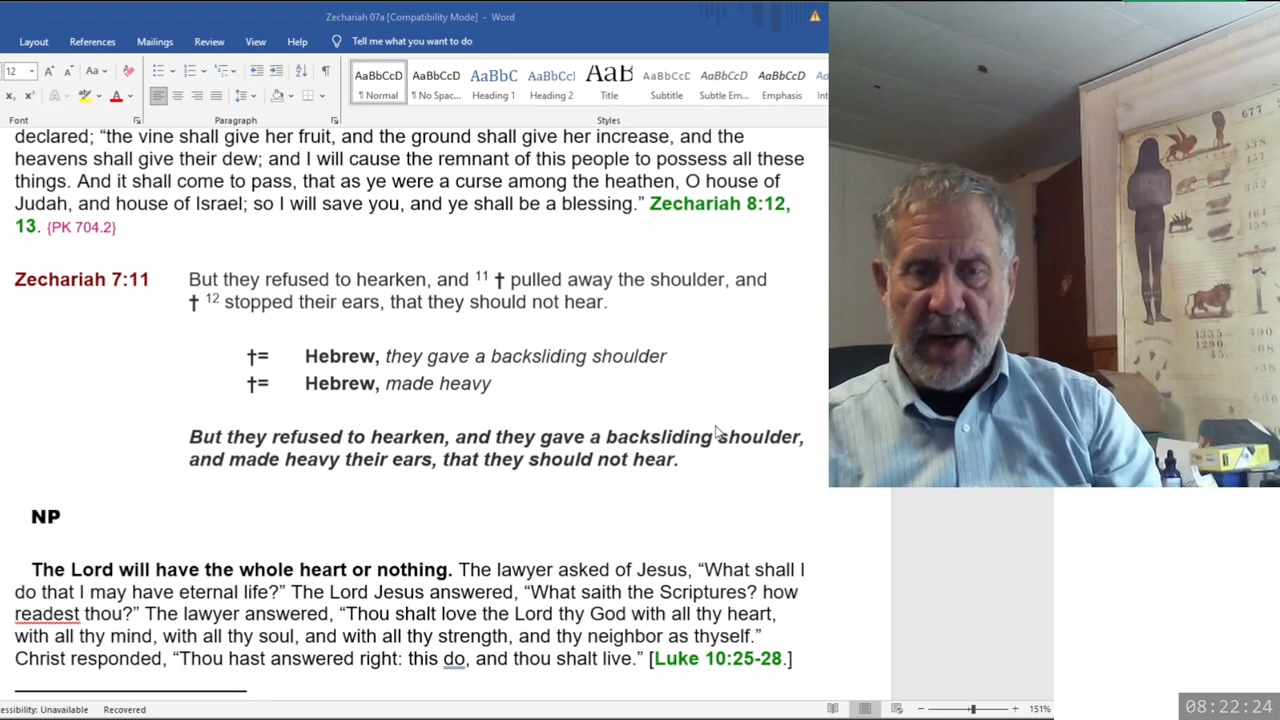 Zechariah 07a [Compatibility Mode] - Word
Layout References Mailings Review View Help Tell me what you want to do
12 Aa
AaBbCcD AaBbCcD AaBbC AaBbCcI AaB AaBbCcD AaBbCcD AaBbCcD
¶ Normal ¶ No Spac... Heading 1 Heading 2 Title Subtitle Subtle Em... Emphasis
Font Paragraph Styles
declared; “the vine shall give her fruit, and the ground shall give her increase, and the
heavens shall give their dew; and I will cause the remnant of this people to possess all these
things. And it shall come to pass, that as ye were a curse among the heathen, O house of
Judah, and house of Israel; so I will save you, and ye shall be a blessing.” Zechariah 8:12,
13. {PK 704.2}
Zechariah 7:11 But they refused to hearken, and 11 † pulled away the shoulder, and
† 12 stopped their ears, that they should not hear.
†= Hebrew, they gave a backsliding shoulder
†= Hebrew, made heavy
But they refused to hearken, and they gave a backsliding shoulder,
and made heavy their ears, that they should not hear.
NP
The Lord will have the whole heart or nothing. The lawyer asked of Jesus, “What shall I
do that I may have eternal life?” The Lord Jesus answered, “What saith the Scriptures? how
readest thou?” The lawyer answered, “Thou shalt love the Lord thy God with all thy heart,
with all thy mind, with all thy soul, and with all thy strength, and thy neighbor as thyself.”
Christ responded, “Thou hast answered right: this do, and thou shalt live.” [Luke 10:25-28.]
Recovered
151%
677
538
1335
1290
45
08:22:24